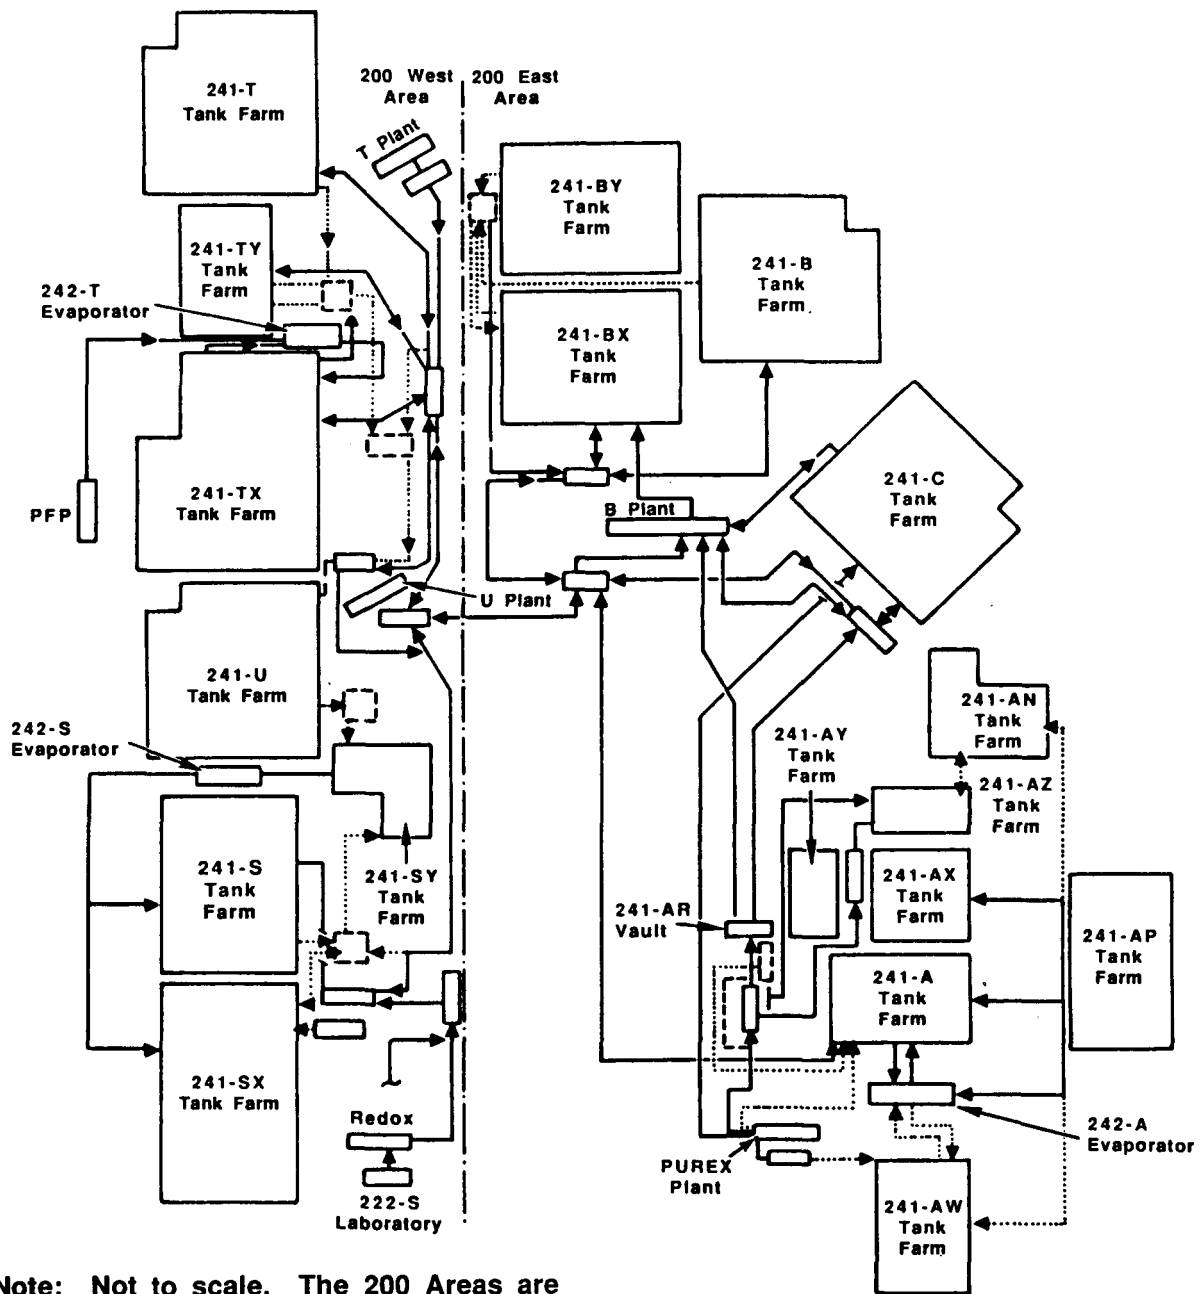 241-T
Tank Farm
200 West
Area
200 East
Area
T Plant
241-BY
Tank
Farm
241-TY
Tank
Farm
241-B
Tank
Farm
242-T
Evaporator
241-BX
Tank
Farm
241-TX
Tank Farm
PFP
241-C
Tank
Farm
B Plant
U Plant
241-U
Tank Farm
241-AN
Tank
Farm
242-S
Evaporator
241-AY
Tank
Farm
241-AZ
Tank
Farm
241-S
Tank
Farm
241-SY
Tank
Farm
241-AX
Tank
Farm
241-AR
Vault
241-AP
Tank
Farm
241-A
Tank
Farm
241-SX
Tank Farm
Redox
242-A
Evaporator
PUREX
Plant
222-S
Laboratory
241-AW
Tank
Farm
Note: Not to scale. The 200 Areas are